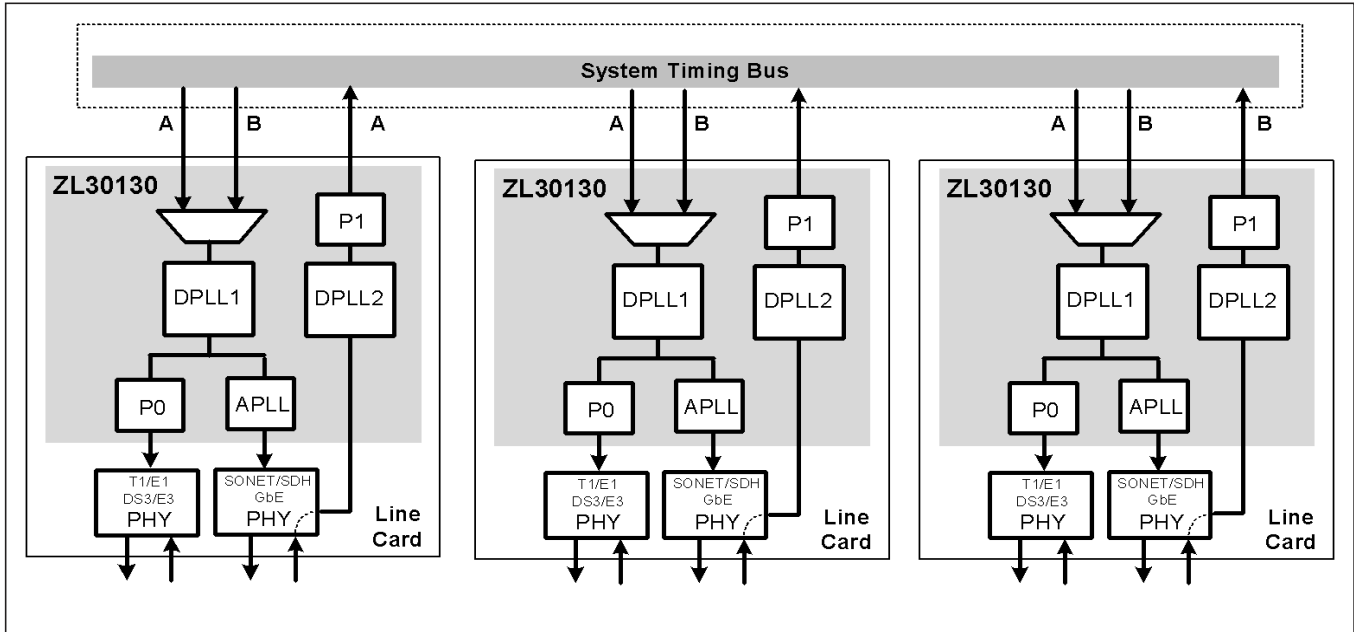 System Timing Bus
A B A
A B
A B B
ZL30130
P1
DPLL1
DPLL2
P0
APLL
T1/E1
DS3/E3
PHY
SONET/SDH
GbE
PHY
Line
Card
ZL30130
P1
DPLL1
DPLL2
P0
APLL
T1/E1
DS3/E3
PHY
SONET/SDH
GbE
PHY
Line
Card
ZL30130
P1
DPLL1
DPLL2
P0
APLL
T1/E1
DS3/E3
PHY
SONET/SDH
GbE
PHY
Line
Card